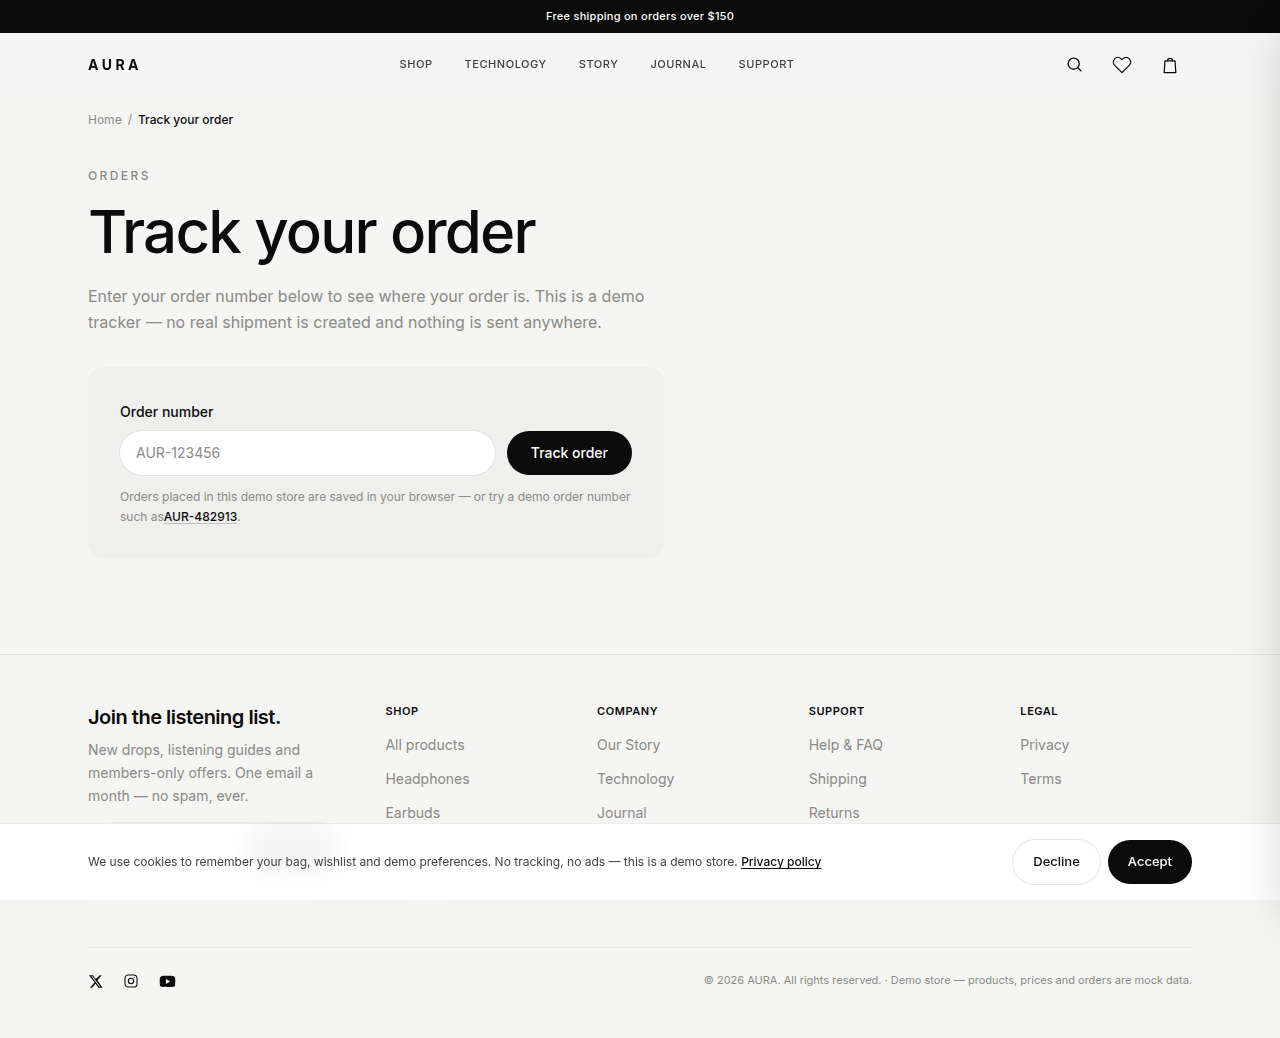 Free shipping on orders over $150
AURA
SHOP TECHNOLOGY STORY JOURNAL SUPPORT
Home / Track your order
ORDERS
Track your order
Enter your order number below to see where your order is. This is a demo
tracker — no real shipment is created and nothing is sent anywhere.
Order number
AUR-123456
Track order
Orders placed in this demo store are saved in your browser — or try a demo order number
such asAUR-482913.
Join the listening list.
New drops, listening guides and
members-only offers. One email a
month — no spam, ever.
SHOP
All products
Headphones
Earbuds
COMPANY
Our Story
Technology
Journal
SUPPORT
Help & FAQ
Shipping
Returns
LEGAL
Privacy
Terms
We use cookies to remember your bag, wishlist and demo preferences. No tracking, no ads — this is a demo store. Privacy policy
Decline
Accept
© 2026 AURA. All rights reserved. · Demo store — products, prices and orders are mock data.